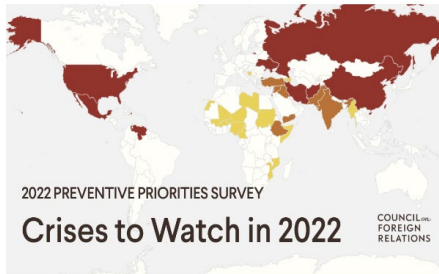 2022 PREVENTIVE PRIORITIES SURVEY
Crises to Watch in 2022
COUNCIL on
FOREIGN
RELATIONS